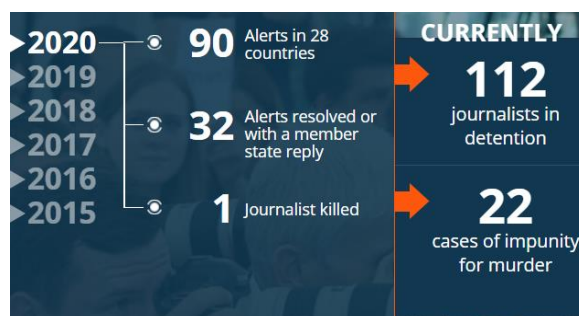 2020
2019
2018
2017
2016
2015
90
Alerts in 28
countries
32
Alerts resolved or
with a member
state reply
1
Journalist killed
CURRENTLY
112
journalists in
detention
22
cases of impunity
for murder